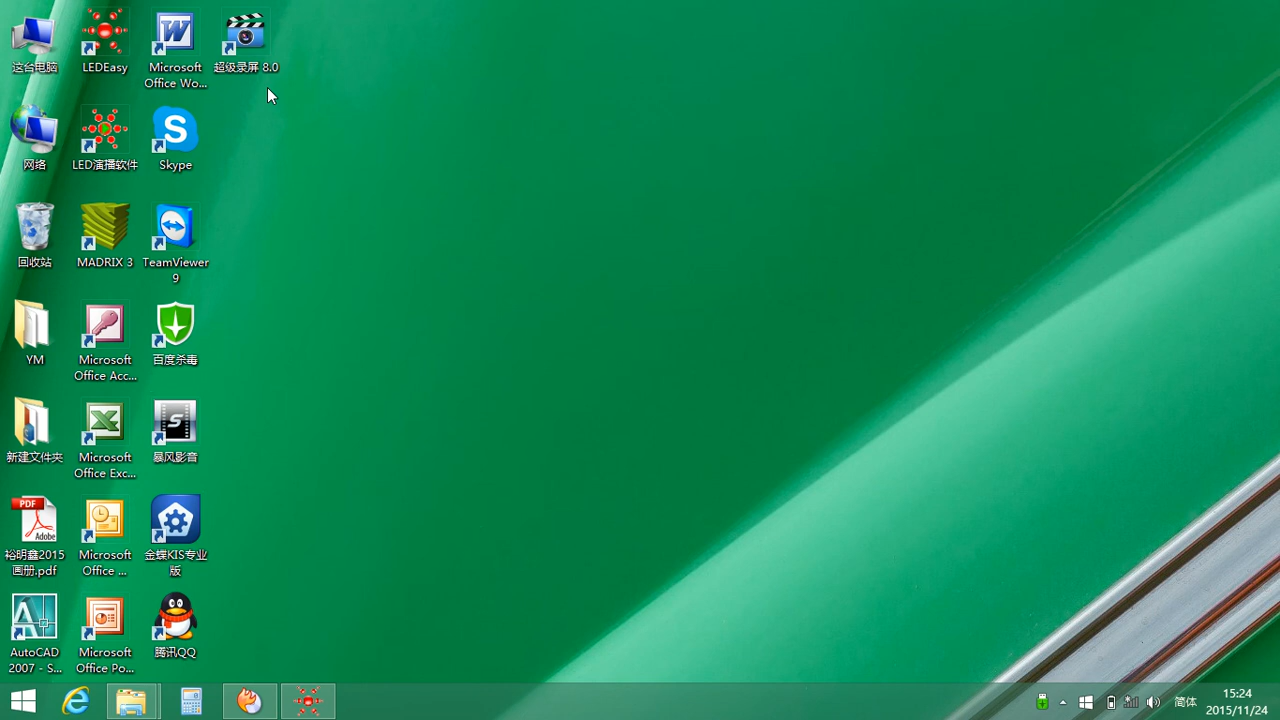 这台电脑
LEDEasy
Microsoft
Office Wo...
超级录屏 8.0
网络
LED演播软件
Skype
回收站
MADRIX 3
TeamViewer
9
YM
Microsoft
Office Acc...
百度杀毒
新建文件夹
Microsoft
Office Exc...
暴风影音
PDF
Adobe
裕明鑫2015
画册.pdf
Microsoft
Office ...
金蝶KIS专业
版
AutoCAD
2007 - S...
Microsoft
Office Po...
腾讯QQ
简体
15:24
2015/11/24